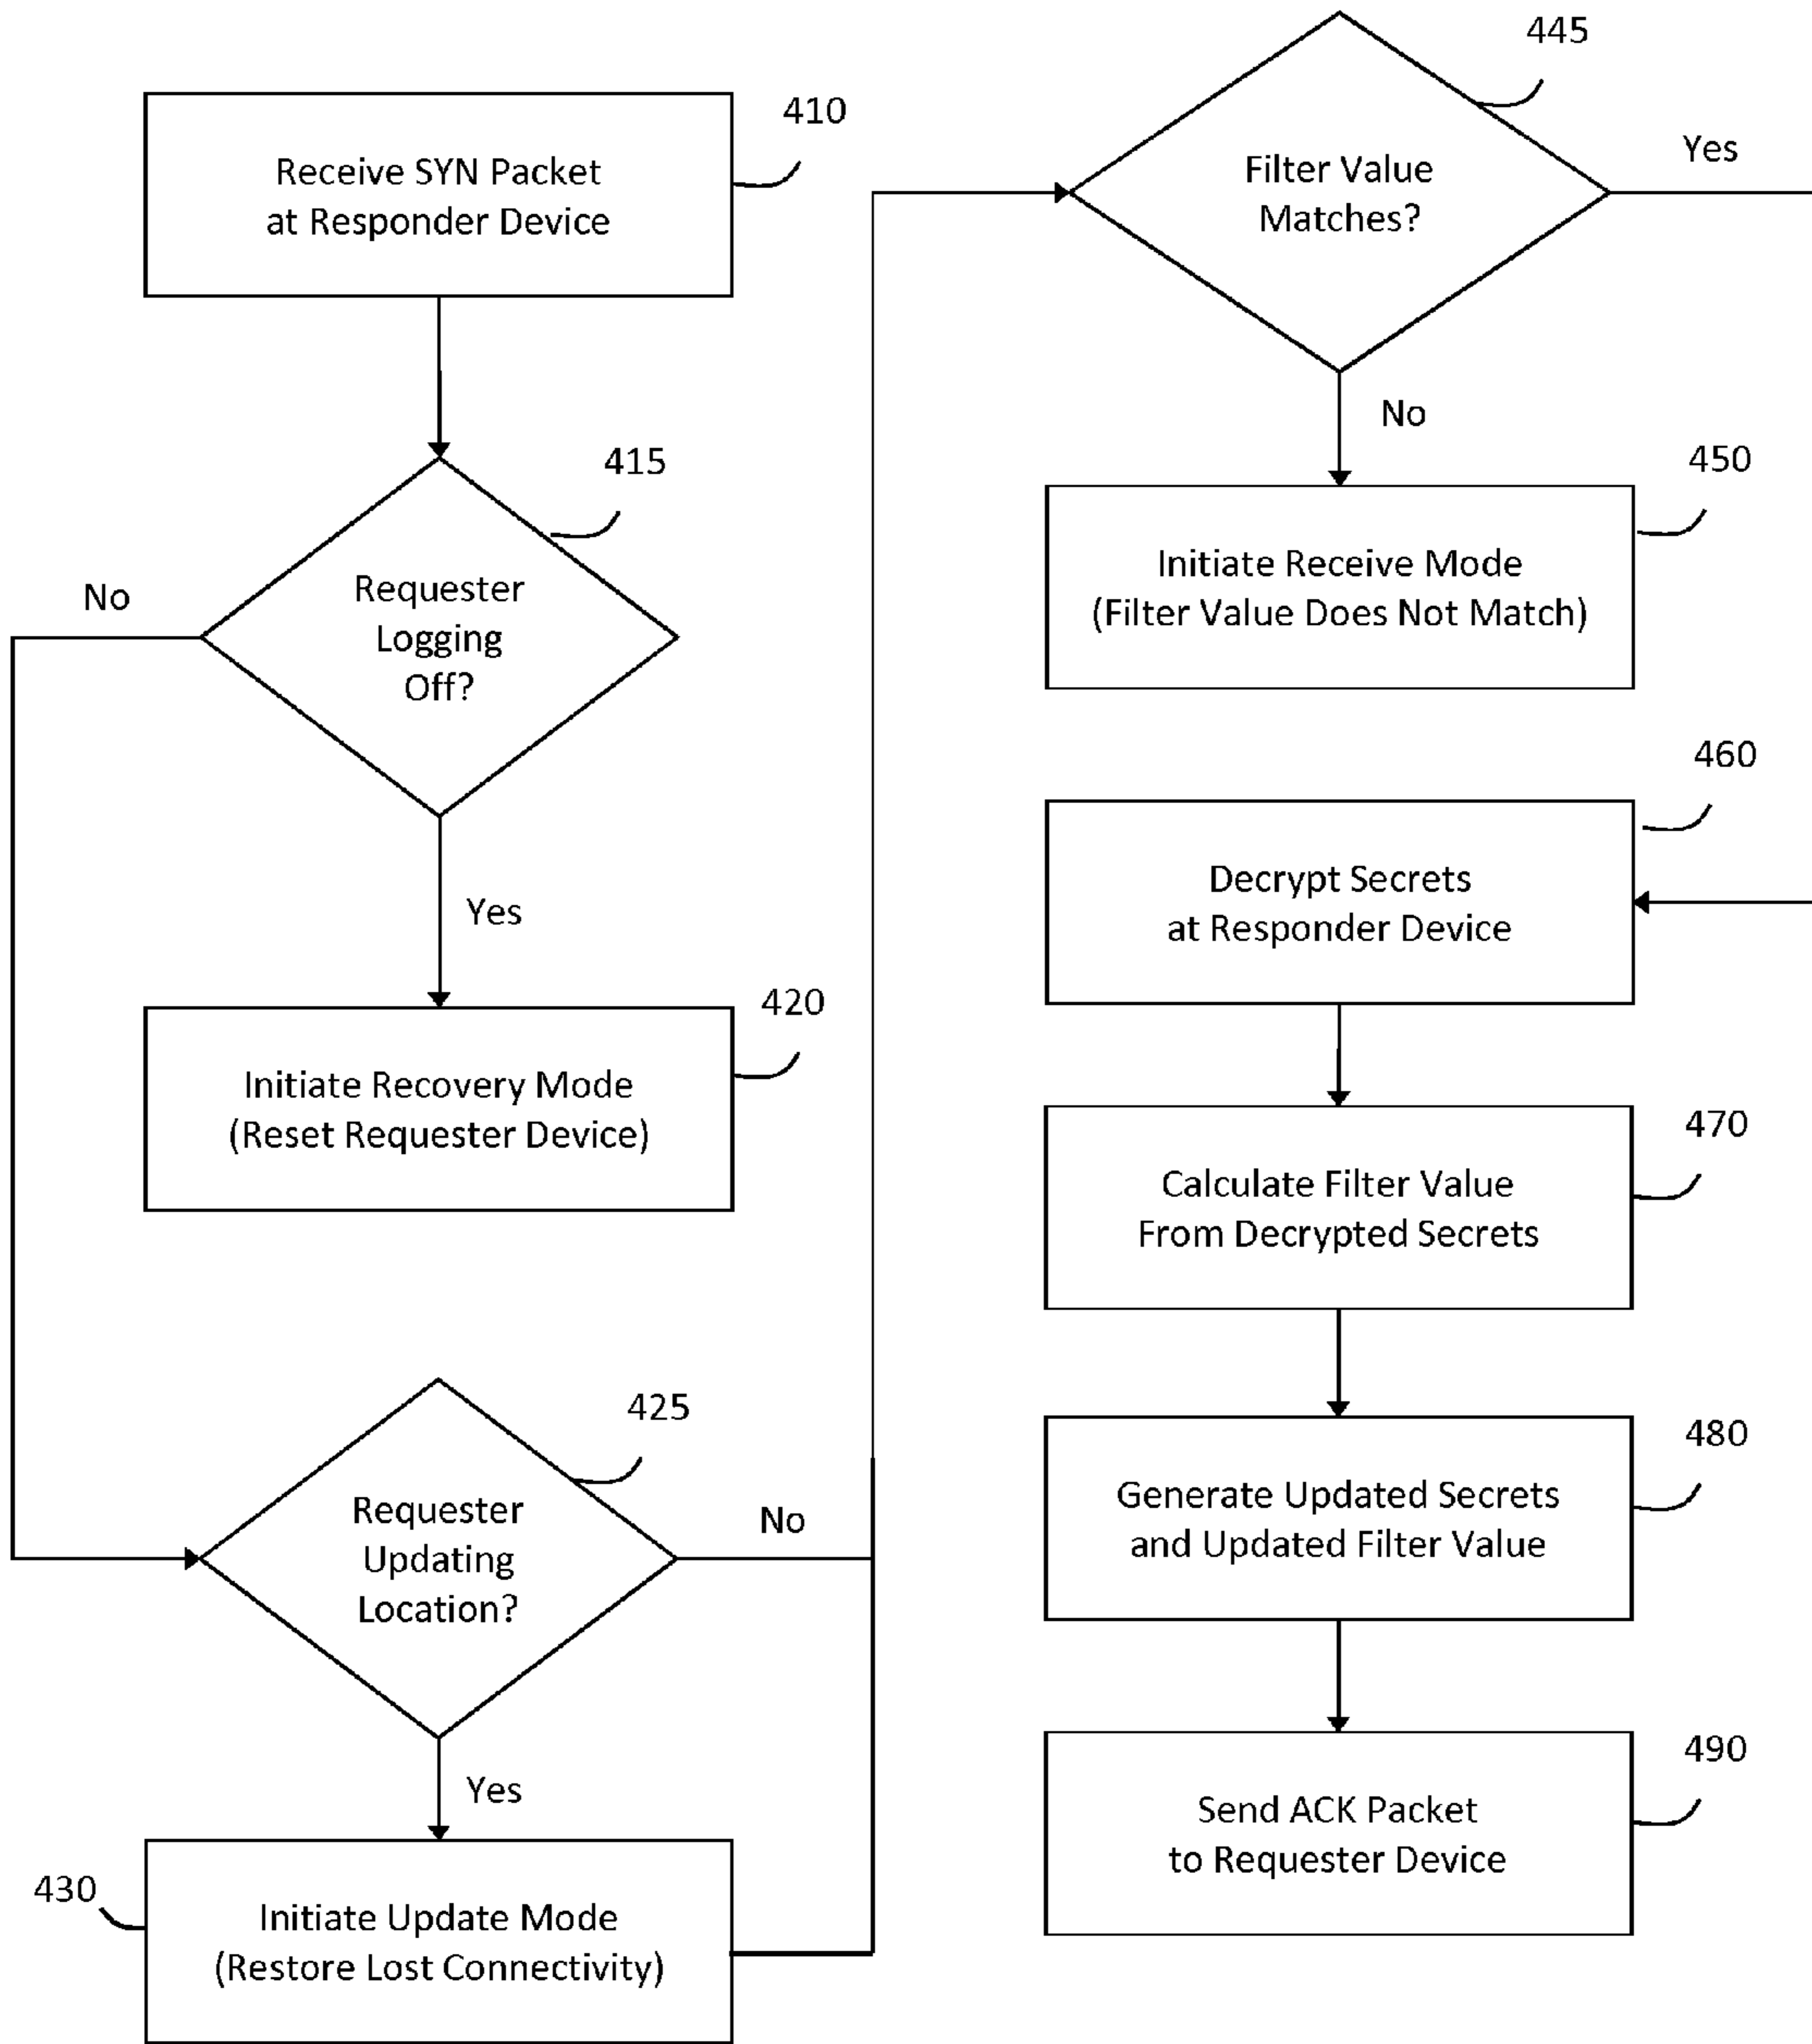 410
Receive SYN Packet
at Responder Device
415
Requester
Logging
Off?
No
Yes
420
Initiate Recovery Mode
(Reset Requester Device)
425
Requester
Updating
Location?
No
Yes
430
Initiate Update Mode
(Restore Lost Connectivity)
445
Filter Value
Matches?
Yes
No
450
Initiate Receive Mode
(Filter Value Does Not Match)
460
Decrypt Secrets
at Responder Device
470
Calculate Filter Value
From Decrypted Secrets
480
Generate Updated Secrets
and Updated Filter Value
490
Send ACK Packet
to Requester Device